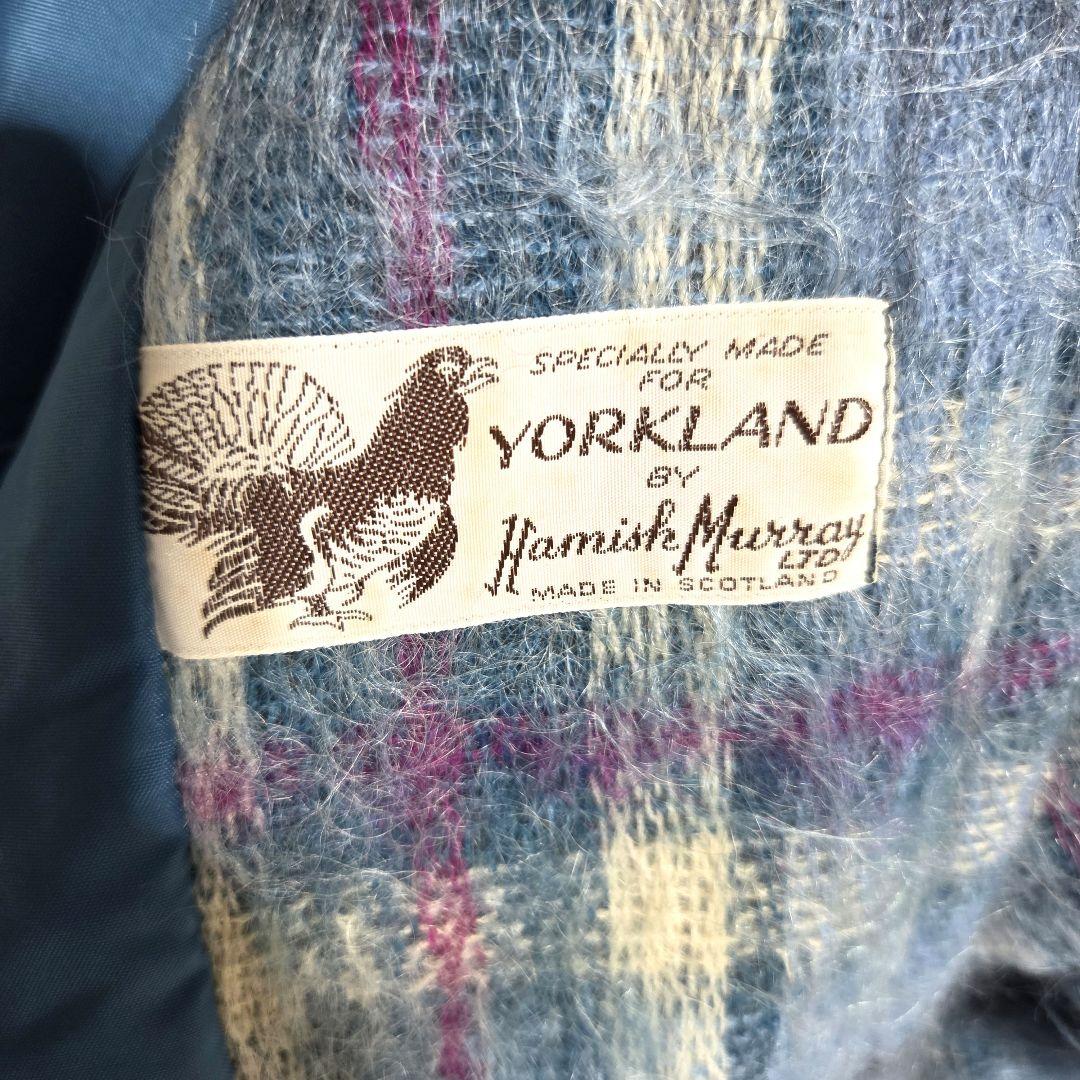 SPECIALLY MADE
FOR
YORKLAND
BY
Hamish Murray
LTD
MADE IN SCOTLAND